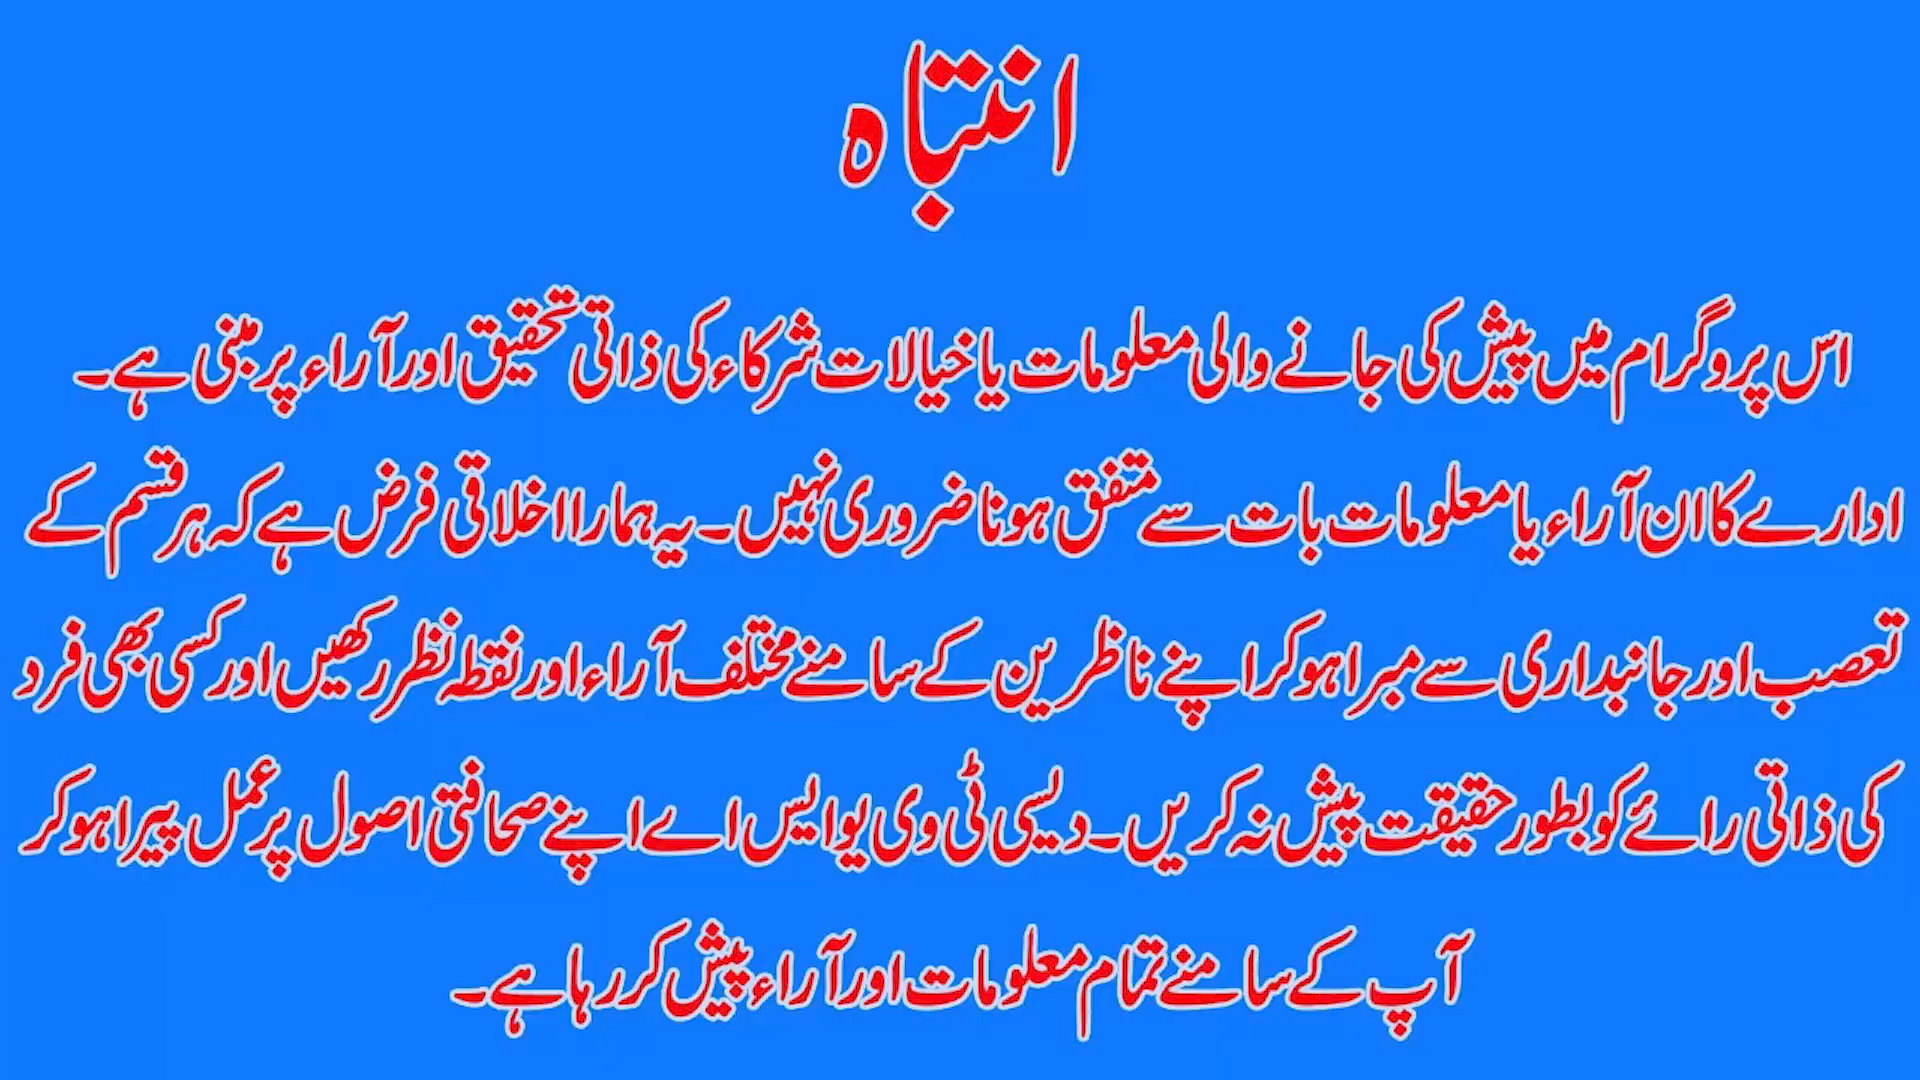 انتباہ
اس پروگرام میں پیش کی جانے والی معلومات یا خیالات شرکاء کی ذاتی تحقیق اور آراء پر مبنی ہے۔
ادارے کا ان آراء یا معلومات بات سے متفق ہونا ضروری نہیں۔ یہ ہمارا اخلاقی فرض ہے کہ ہر قسم کے
تعصب اور جانبداری سے مبرا ہو کر اپنے ناظرین کے سامنے مختلف آراء اور نقطہ نظر رکھیں اور کسی بھی فرد
کی ذاتی رائے کو بطور حقیقت پیش نہ کریں۔ دیسی ٹی وی یو ایس اے اپنے صحافتی اصول پر عمل پیرا ہو کر
آپ کے سامنے تمام معلومات اور آراء پیش کر رہا ہے۔